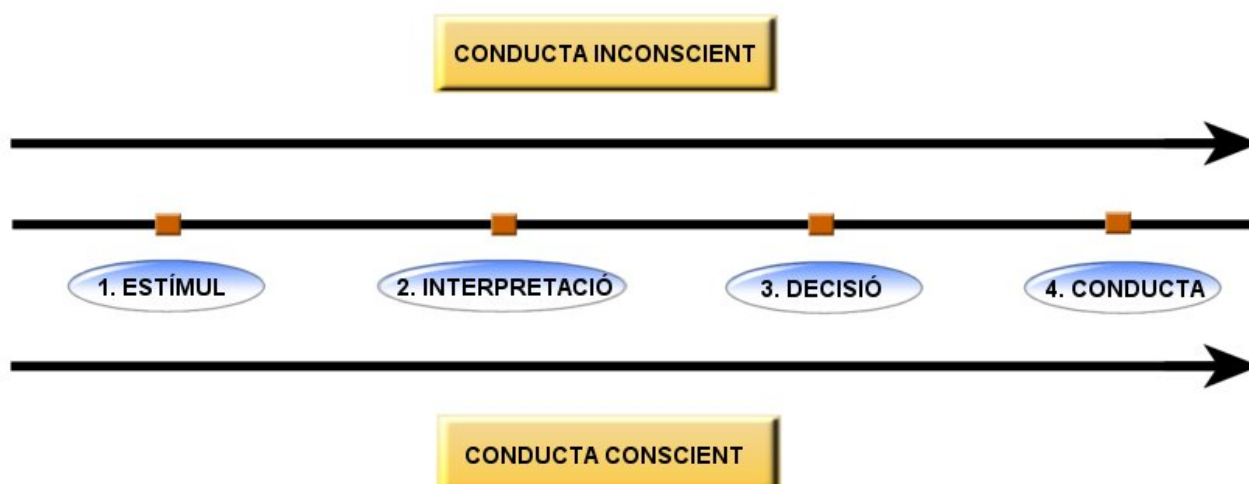 CONDUCTA INCONSCIENT
1. ESTÍMUL
2. INTERPRETACIÓ
3. DECISIÓ
4. CONDUCTA
CONDUCTA CONSCIENT